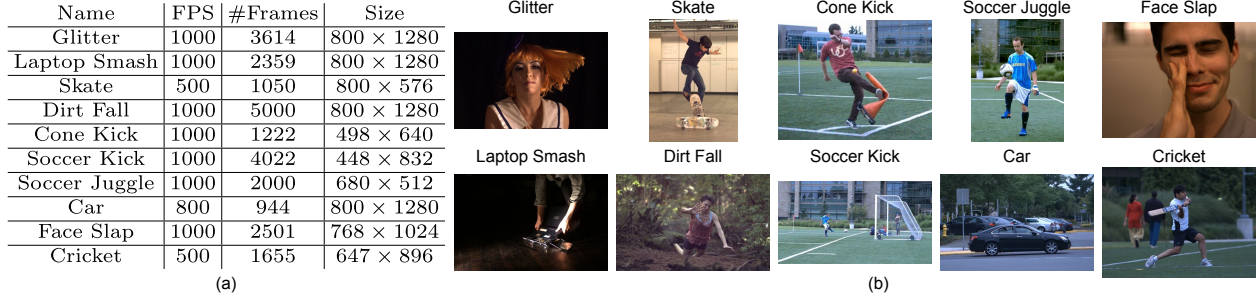 Name FPS #Frames Size
Glitter 1000 3614 800 × 1280
Laptop Smash 1000 2359 800 × 1280
Skate 500 1050 800 × 576
Dirt Fall 1000 5000 800 × 1280
Cone Kick 1000 1222 498 × 640
Soccer Kick 1000 4022 448 × 832
Soccer Juggle 1000 2000 680 × 512
Car 800 944 800 × 1280
Face Slap 1000 2501 768 × 1024
Cricket 500 1655 647 × 896
(a)
Glitter Skate Cone Kick Soccer Juggle Face Slap
Laptop Smash Dirt Fall Soccer Kick Car Cricket
(b)